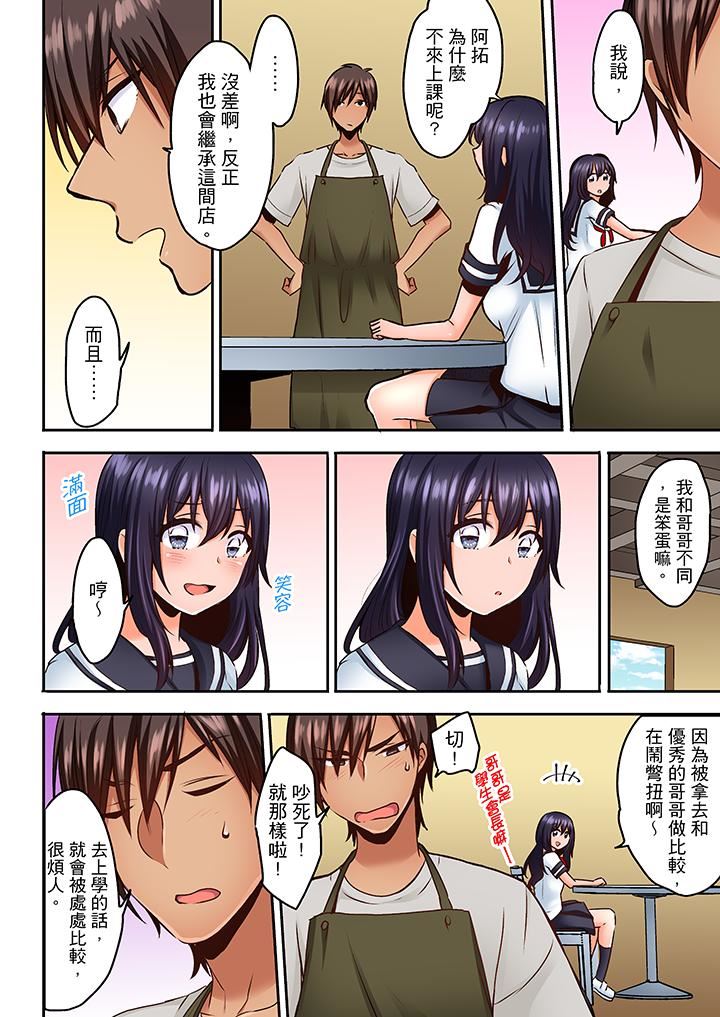 我說，
阿拓
為什麼
不來上課呢？
……
沒差啊，反正
我也會繼承這間店。
而且……
我和哥哥不同
，是笨蛋嘛。
滿面
笑容
哼～
因為被拿去和
優秀的哥哥做比較，
在鬧彆扭啊～
哥哥是
學生會長嘛——
切！
吵死了！
就那樣啦！
去上學的話，
就會被處處比較，
很煩人。